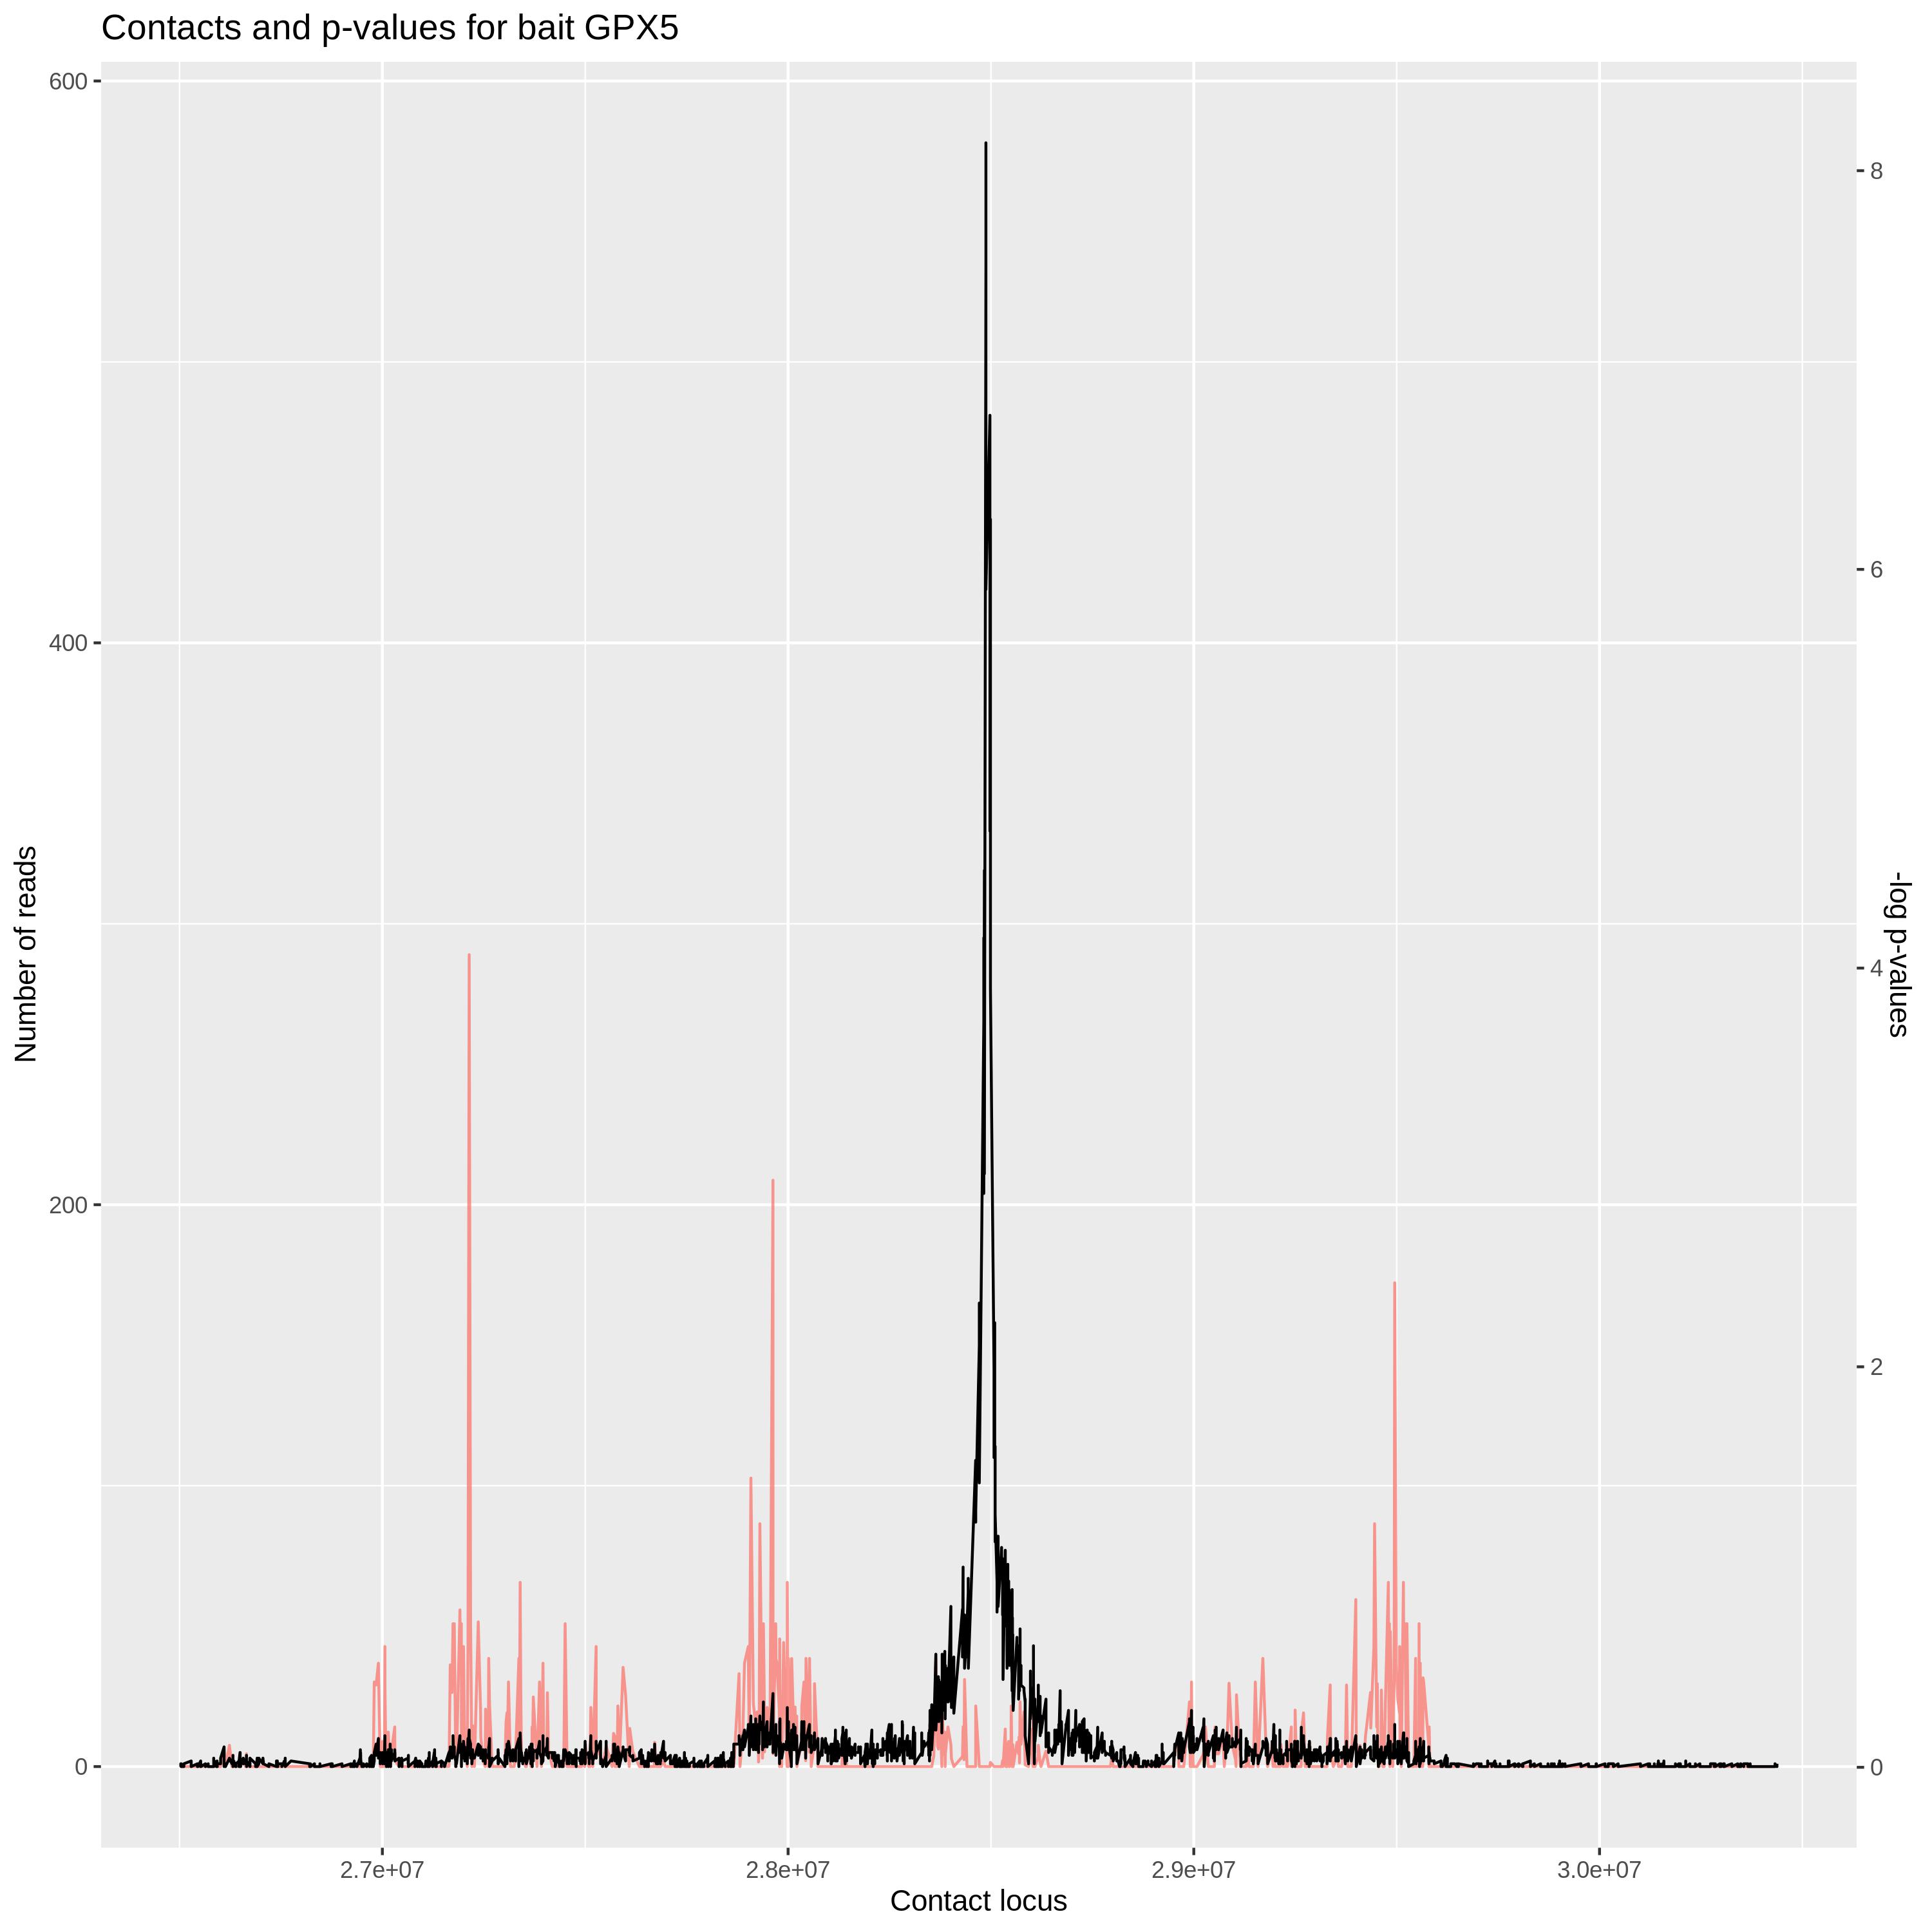 Contacts and p-values for bait GPX5
600
400
200
0
Number of reads
8
6
4
2
0
-log p-values
2.7e+07 2.8e+07 2.9e+07 3.0e+07
Contact locus